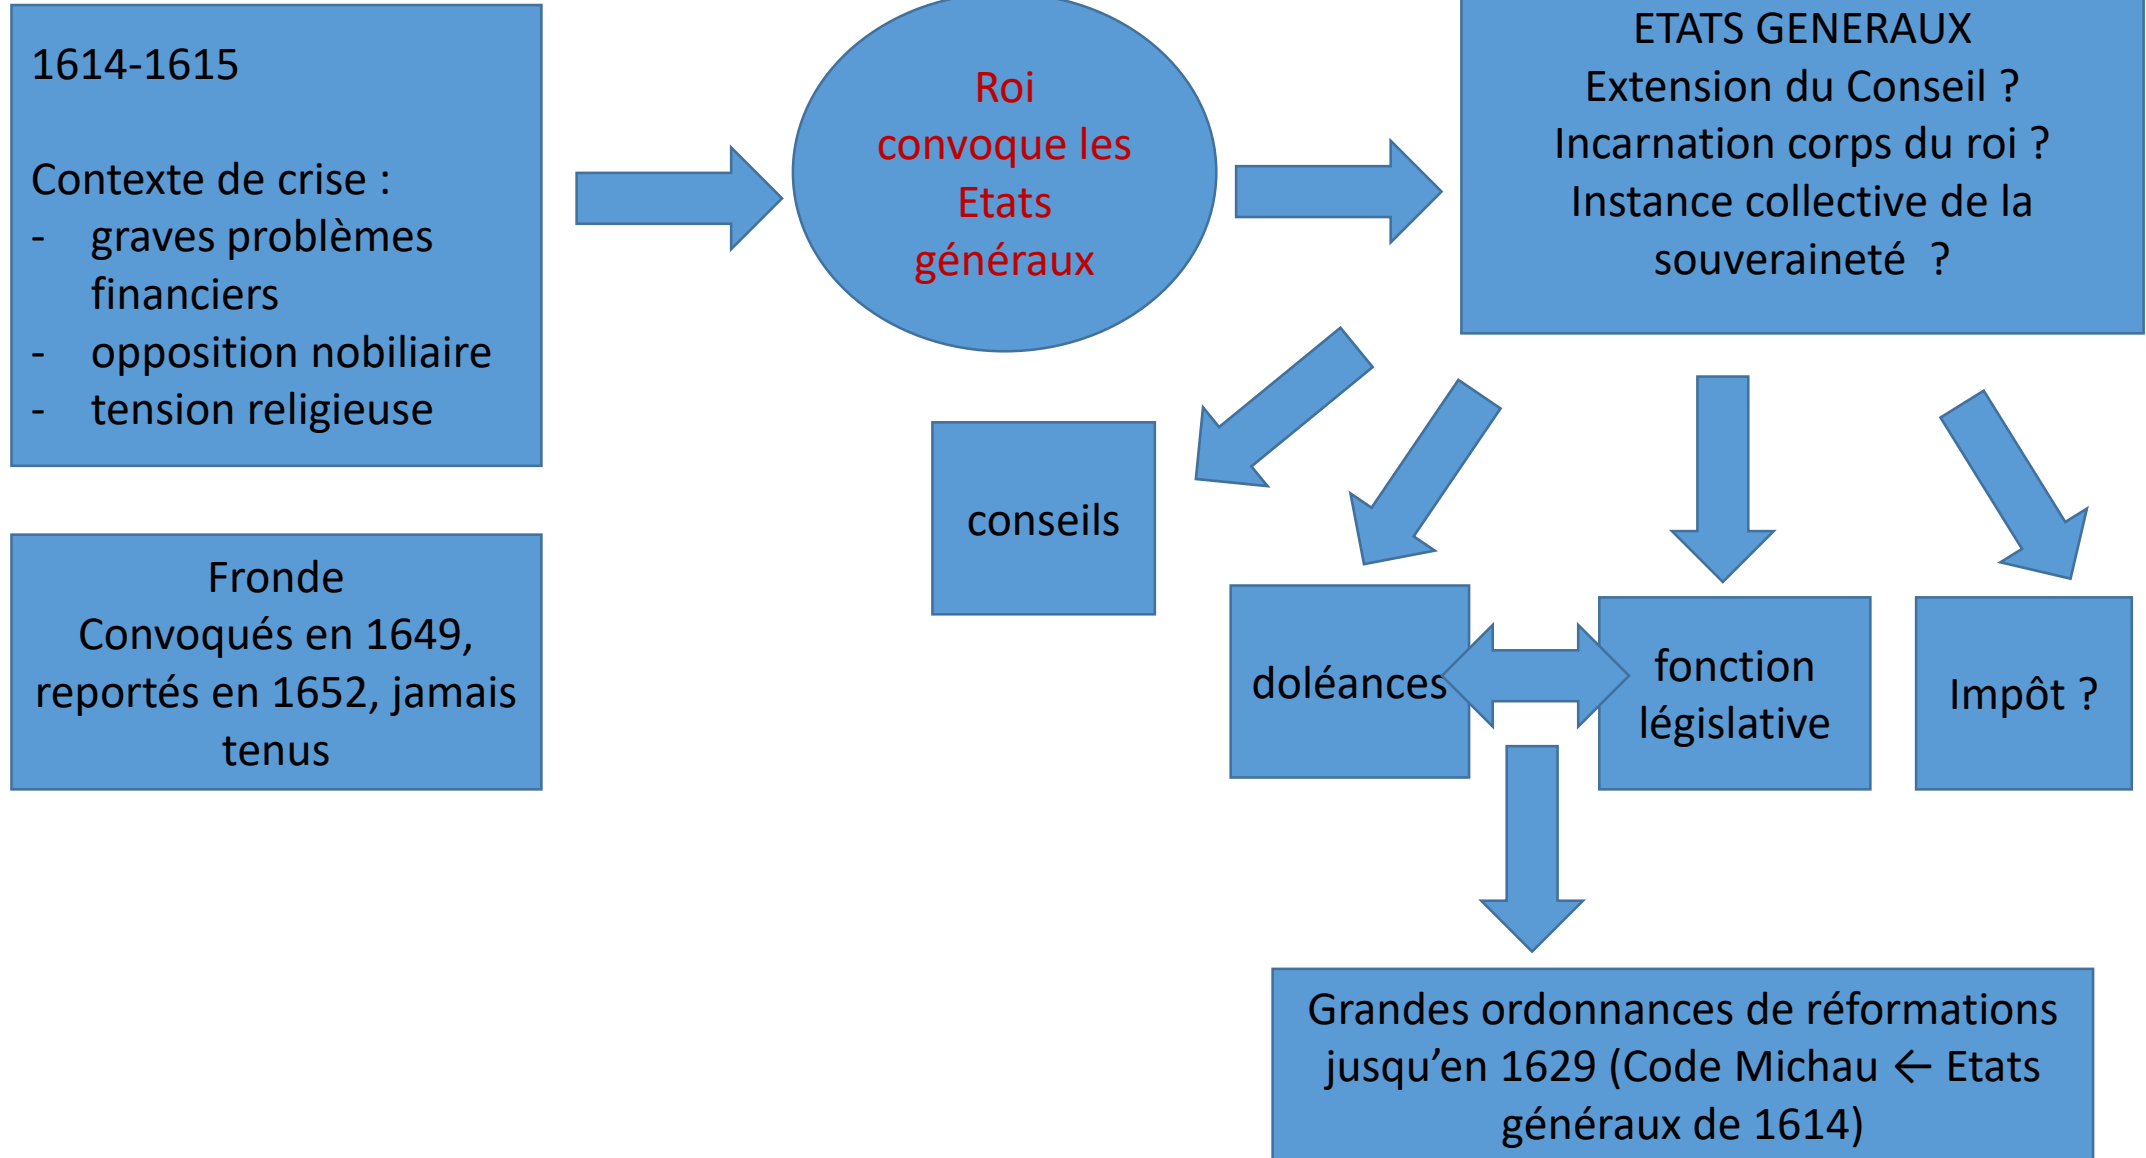 1614-1615
Contexte de crise :
- graves problèmes
financiers
- opposition nobiliaire
- tension religieuse
Fronde
Convoqués en 1649,
reportés en 1652, jamais
tenus
Roi
convoque les
Etats
généraux
ETATS GENERAUX
Extension du Conseil ?
Incarnation corps du roi ?
Instance collective de la
souveraineté ?
conseils
doléances
fonction
législative
Impôt ?
Grandes ordonnances de réformations
jusqu’en 1629 (Code Michau ← Etats
généraux de 1614)